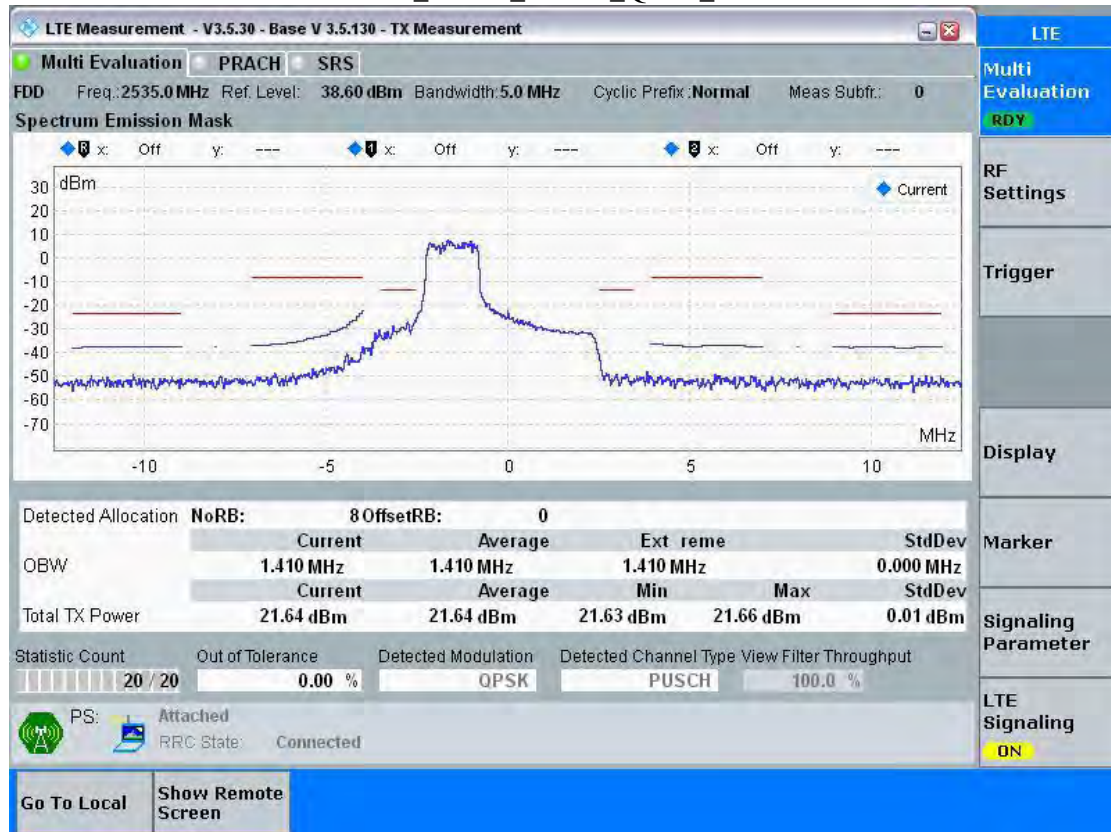 LTE Measurement - V3.5.30 - Base V 3.5.130 - TX Measurement
LTE
Multi Evaluation PRACH SRS
Multi Evaluation
RDY
FDD Freq.:2535.0 MHz Ref. Level: 38.60 dBm Bandwidth:5.0 MHz Cyclic Prefix :Normal Meas Subfr.: 0
Spectrum Emission Mask
R x: Off y: --- 1 x: Off y: --- 2 x: Off y: ---
RF Settings
dBm
Current
30
20
10
0
-10
-20
-30
-40
-50
-60
-70
MHz
-10 -5 0 5 10
Trigger
Display
Detected Allocation NoRB: 8 OffsetRB: 0
Current Average Ext reme StdDev
OBW 1.410 MHz 1.410 MHz 1.410 MHz 0.000 MHz
Current Average Min Max StdDev
Total TX Power 21.64 dBm 21.64 dBm 21.63 dBm 21.66 dBm 0.01 dBm
Marker
Signaling Parameter
Statistic Count Out of Tolerance Detected Modulation Detected Channel Type View Filter Throughput
20 / 20 0.00 % QPSK PUSCH 100.0 %
PS: Attached
RRC State: Connected
LTE Signaling
ON
Go To Local
Show Remote Screen